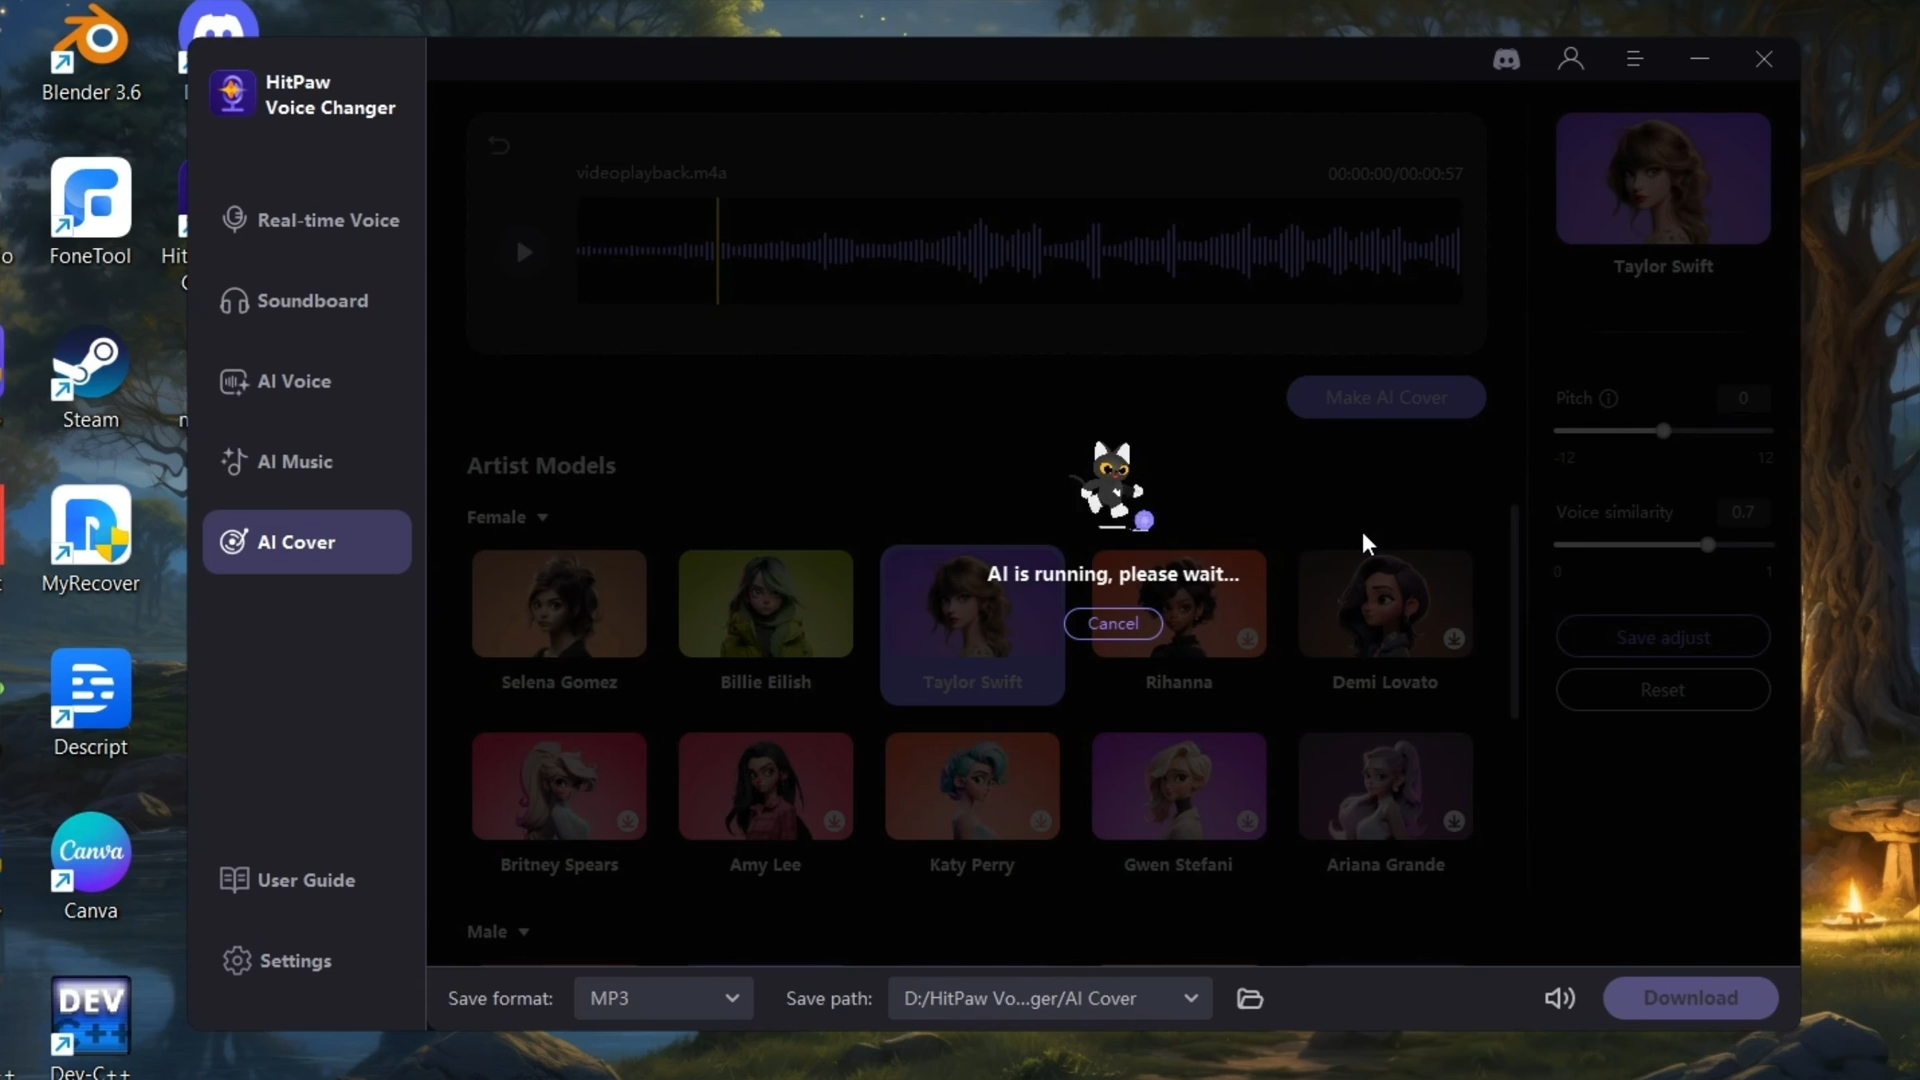 Blender 3.6
FoneTool
Hit
Steam
MyRecover
Descript
Canva
Canva
DEV
C++
Dev-C++
HitPaw
Voice Changer
Real-time Voice
Soundboard
AI Voice
AI Music
AI Cover
User Guide
Settings
videoplayback.m4a
00:00:00/00:00:57
Make AI Cover
Artist Models
Female
AI is running, please wait...
Cancel
Selena Gomez
Billie Eilish
Taylor Swift
Rihanna
Demi Lovato
Britney Spears
Amy Lee
Katy Perry
Gwen Stefani
Ariana Grande
Male
Taylor Swift
Pitch
0
-12
12
Voice similarity
0.7
0
1
Save adjust
Reset
Save format:
MP3
Save path:
D:/HitPaw Vo...ger/AI Cover
Download